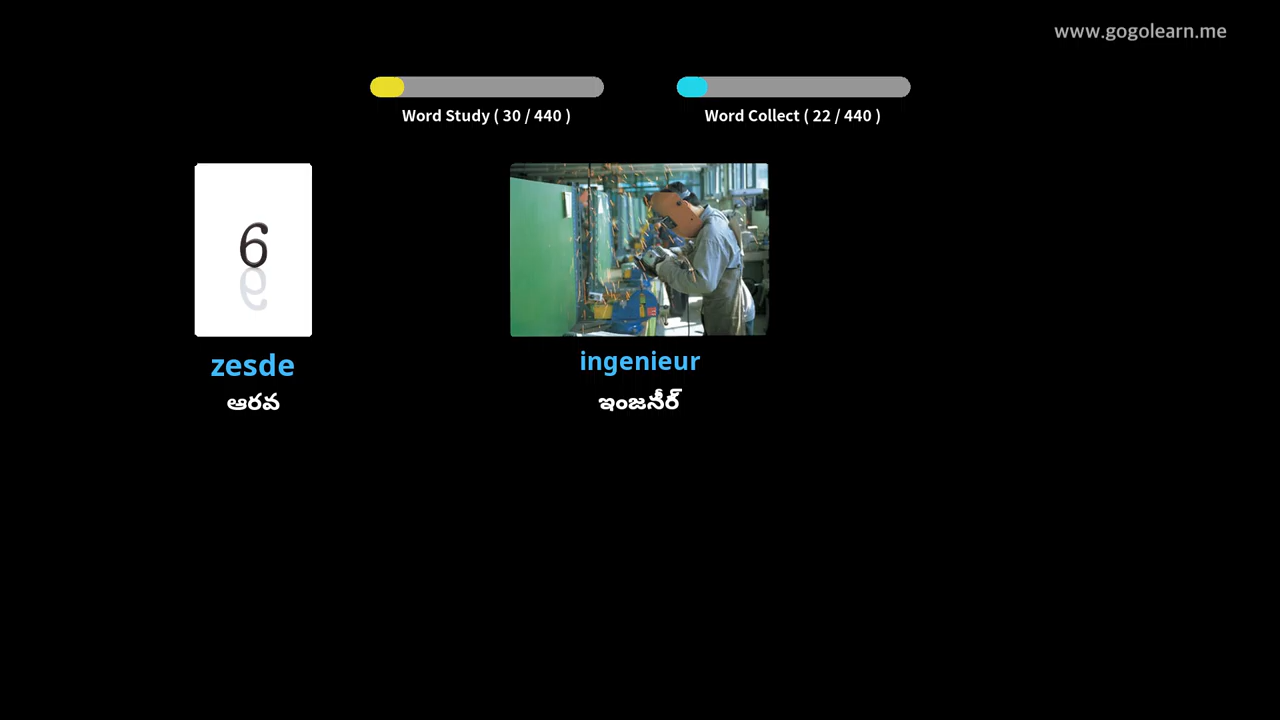 www.gogolearn.me
Word Study ( 30 / 440 )
Word Collect ( 22 / 440 )
6
zesde
ఆరవ
ingenieur
ఇంజనీర్